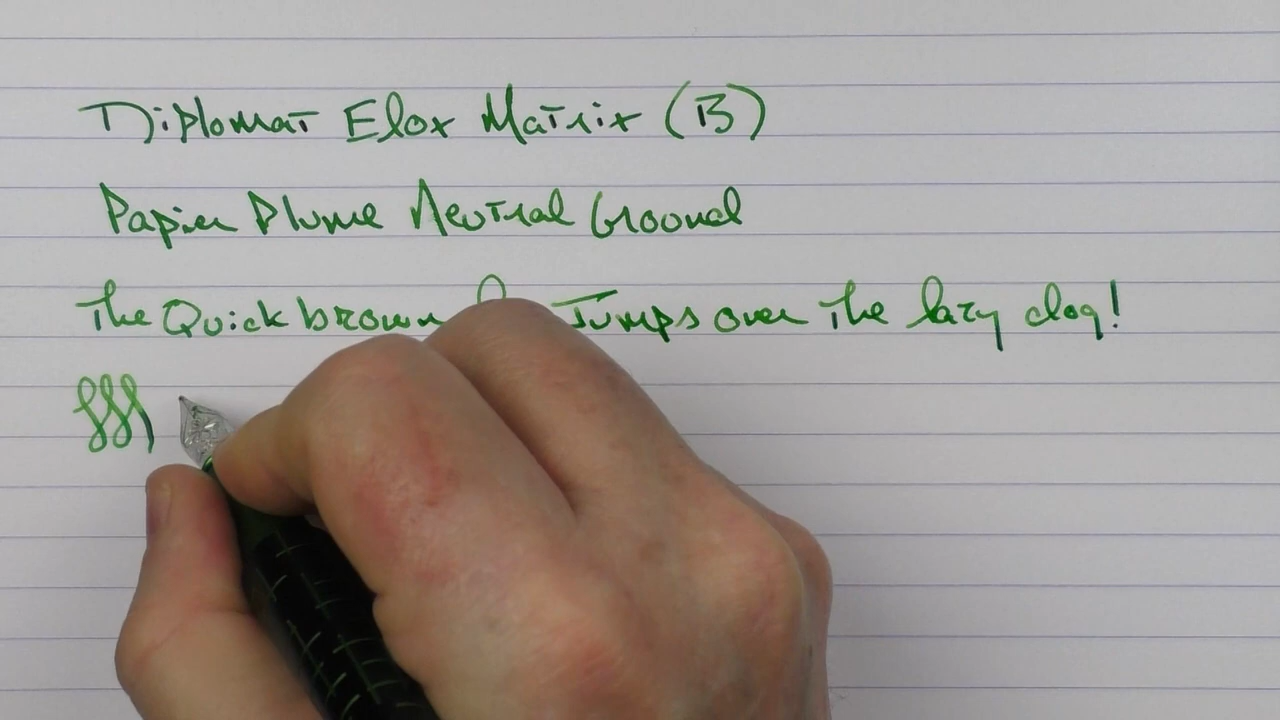 Diplomat Elox Matrix (B)
Papier Plume Neutral Ground
The Quick brown Jumps over The lazy dog!